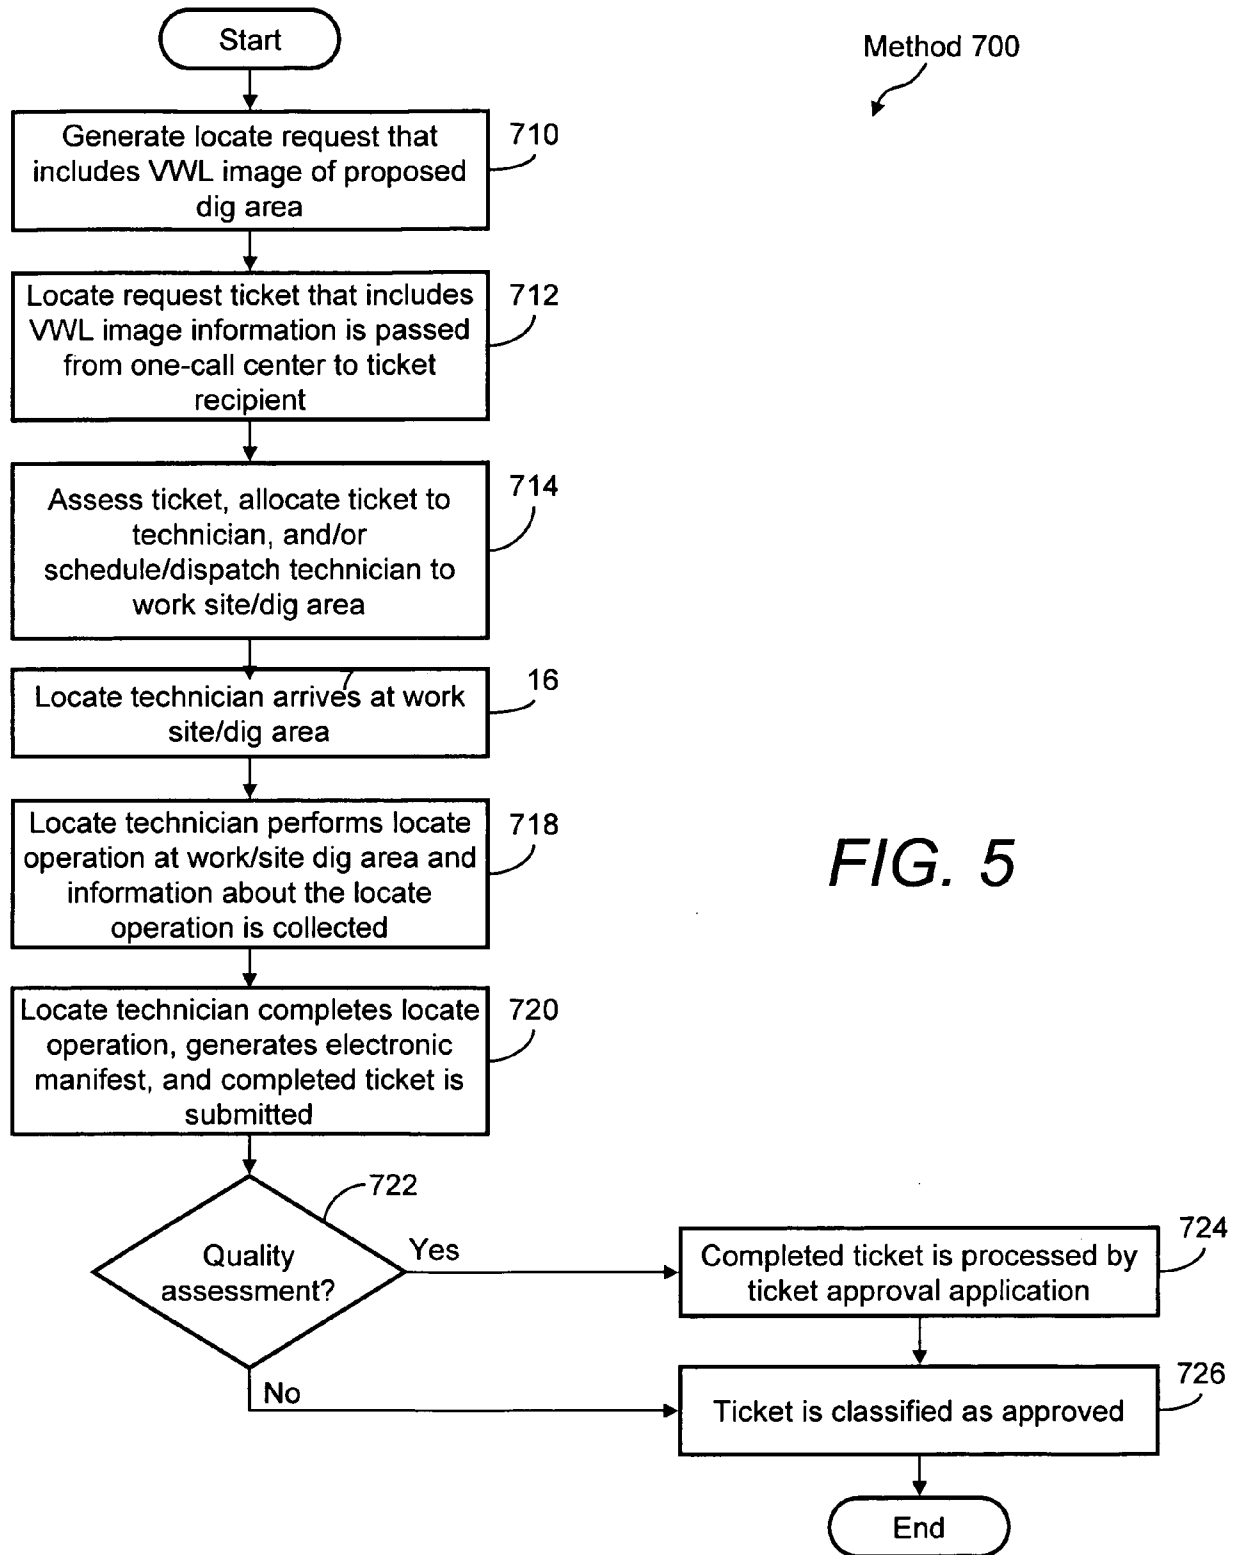 Start
Method 700
Generate locate request that
includes VWL image of proposed
dig area
710
Locate request ticket that includes
VWL image information is passed
from one-call center to ticket
recipient
712
Assess ticket, allocate ticket to
technician, and/or
schedule/dispatch technician to
work site/dig area
714
7
Locate technician arrives at work
site/dig area
16
Locate technician performs locate
operation at work/site dig area and
information about the locate
operation is collected
718
FIG. 5
Locate technician completes locate
operation, generates electronic
manifest, and completed ticket is
submitted
720
Quality
assessment?
722
Yes
No
Completed ticket is processed by
ticket approval application
724
Ticket is classified as approved
726
End